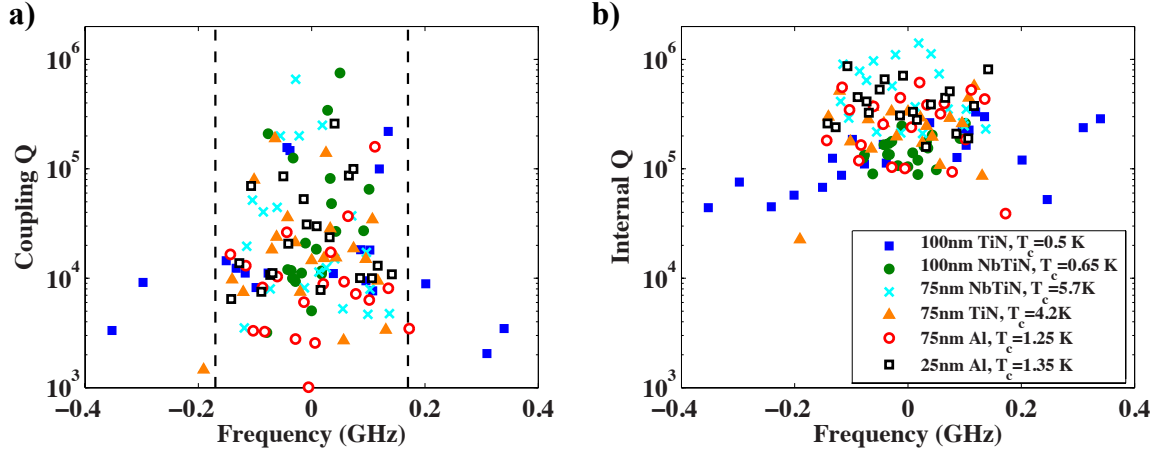 a)
10^6
10^5
10^4
10^3
Coupling Q
−0.4 −0.2 0 0.2 0.4
Frequency (GHz)
b)
10^6
10^5
10^4
10^3
Internal Q
100nm TiN, T_c=0.5 K
100nm NbTiN, T_c=0.65 K
75nm NbTiN, T_c=5.7K
75nm TiN, T_c=4.2K
75nm Al, T_c=1.25 K
25nm Al, T_c=1.35 K
−0.4 −0.2 0 0.2 0.4
Frequency (GHz)